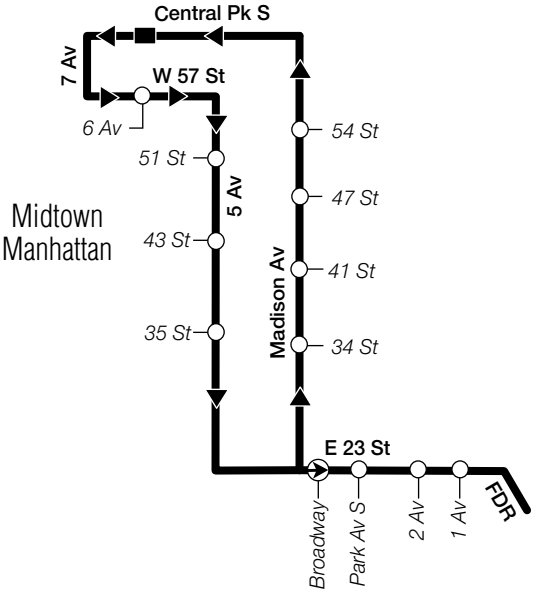 Central Pk S
7 Av
W 57 St
6 Av
54 St
51 St
5 Av
47 St
Midtown
Manhattan
43 St
Madison Av
41 St
35 St
34 St
E 23 St
FDR
Broadway
Park Av S
2 Av
1 Av